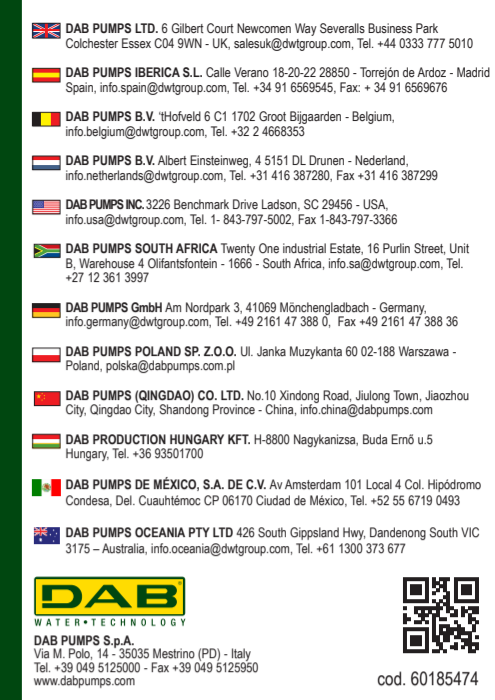 DAB PUMPS LTD. 6 Gilbert Court Newcomen Way Severalls Business Park
Colchester Essex C04 9WN - UK, salesuk@dwtgroup.com, Tel. +44 0333 777 5010
DAB PUMPS IBERICA S.L. Calle Verano 18-20-22 28850 - Torrejón de Ardoz - Madrid
Spain, info.spain@dwtgroup.com, Tel. +34 91 6569545, Fax: + 34 91 6569676
DAB PUMPS B.V. 'tHofveld 6 C1 1702 Groot Bijgaarden - Belgium,
info.belgium@dwtgroup.com, Tel. +32 2 4668353
DAB PUMPS B.V. Albert Einsteinweg, 4 5151 DL Drunen - Nederland,
info.netherlands@dwtgroup.com, Tel. +31 416 387280, Fax +31 416 387299
DAB PUMPS INC. 3226 Benchmark Drive Ladson, SC 29456 - USA,
info.usa@dwtgroup.com, Tel. 1- 843-797-5002, Fax 1-843-797-3366
DAB PUMPS SOUTH AFRICA Twenty One industrial Estate, 16 Purlin Street, Unit
B, Warehouse 4 Olifantsfontein - 1666 - South Africa, info.sa@dwtgroup.com, Tel.
+27 12 361 3997
DAB PUMPS GmbH Am Nordpark 3, 41069 Mönchengladbach - Germany,
info.germany@dwtgroup.com, Tel. +49 2161 47 388 0, Fax +49 2161 47 388 36
DAB PUMPS POLAND SP. Z.O.O. Ul. Janka Muzykanta 60 02-188 Warszawa -
Poland, polska@dabpumps.com.pl
DAB PUMPS (QINGDAO) CO. LTD. No.10 Xindong Road, Jiulong Town, Jiaozhou
City, Qingdao City, Shandong Province - China, info.china@dabpumps.com
DAB PRODUCTION HUNGARY KFT. H-8800 Nagykanizsa, Buda Ernő u.5
Hungary, Tel. +36 93501700
DAB PUMPS DE MÉXICO, S.A. DE C.V. Av Amsterdam 101 Local 4 Col. Hipódromo
Condesa, Del. Cuauhtémoc CP 06170 Ciudad de México, Tel. +52 55 6719 0493
DAB PUMPS OCEANIA PTY LTD 426 South Gippsland Hwy, Dandenong South VIC
3175 – Australia, info.oceania@dwtgroup.com, Tel. +61 1300 373 677
DAB®
WATER•TECHNOLOGY
DAB PUMPS S.p.A.
Via M. Polo, 14 - 35035 Mestrino (PD) - Italy
Tel. +39 049 5125000 - Fax +39 049 5125950
www.dabpumps.com
cod. 60185474